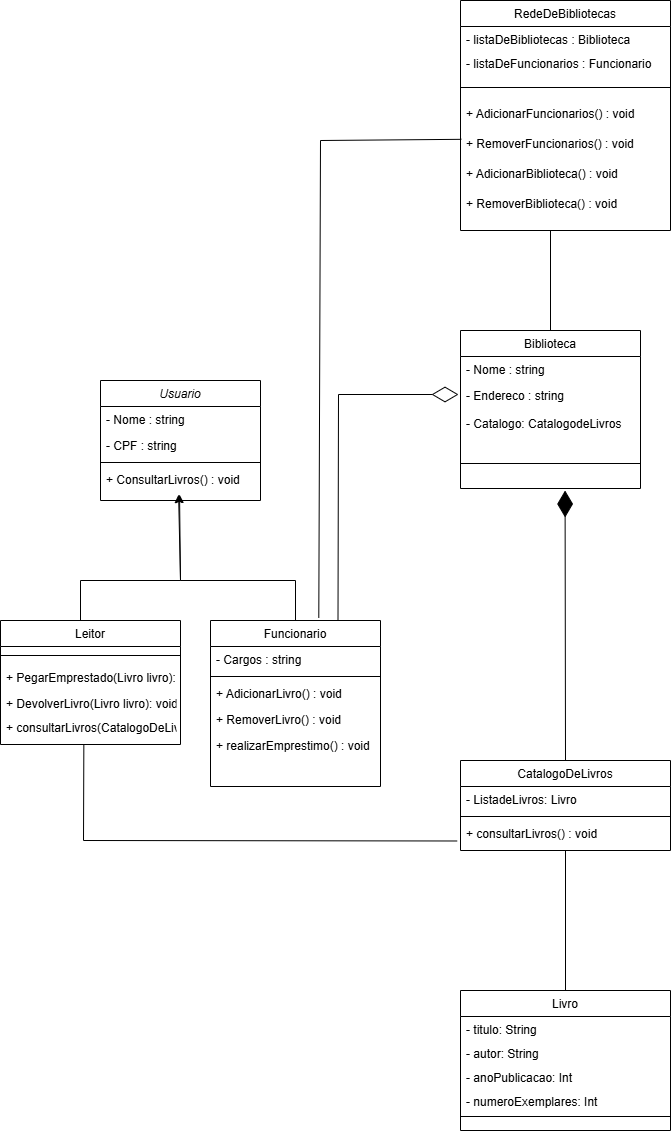 RedeDeBibliotecas
- listaDeBibliotecas : Biblioteca
- listaDeFuncionarios : Funcionario
+ AdicionarFuncionarios() : void
+ RemoverFuncionarios() : void
+ AdicionarBiblioteca() : void
+ RemoverBiblioteca() : void
Biblioteca
- Nome : string
- Endereco : string
- Catalogo: CatalogodeLivros
Usuario
- Nome : string
- CPF : string
+ ConsultarLivros() : void
Leitor
+ PegarEmprestado(Livro livro):
+ DevolverLivro(Livro livro): void
+ consultarLivros(CatalogoDeLiv
Funcionario
- Cargos : string
+ AdicionarLivro() : void
+ RemoverLivro() : void
+ realizarEmprestimo() : void
CatalogoDeLivros
- ListadeLivros: Livro
+ consultarLivros() : void
Livro
- titulo: String
- autor: String
- anoPublicacao: Int
- numeroExemplares: Int